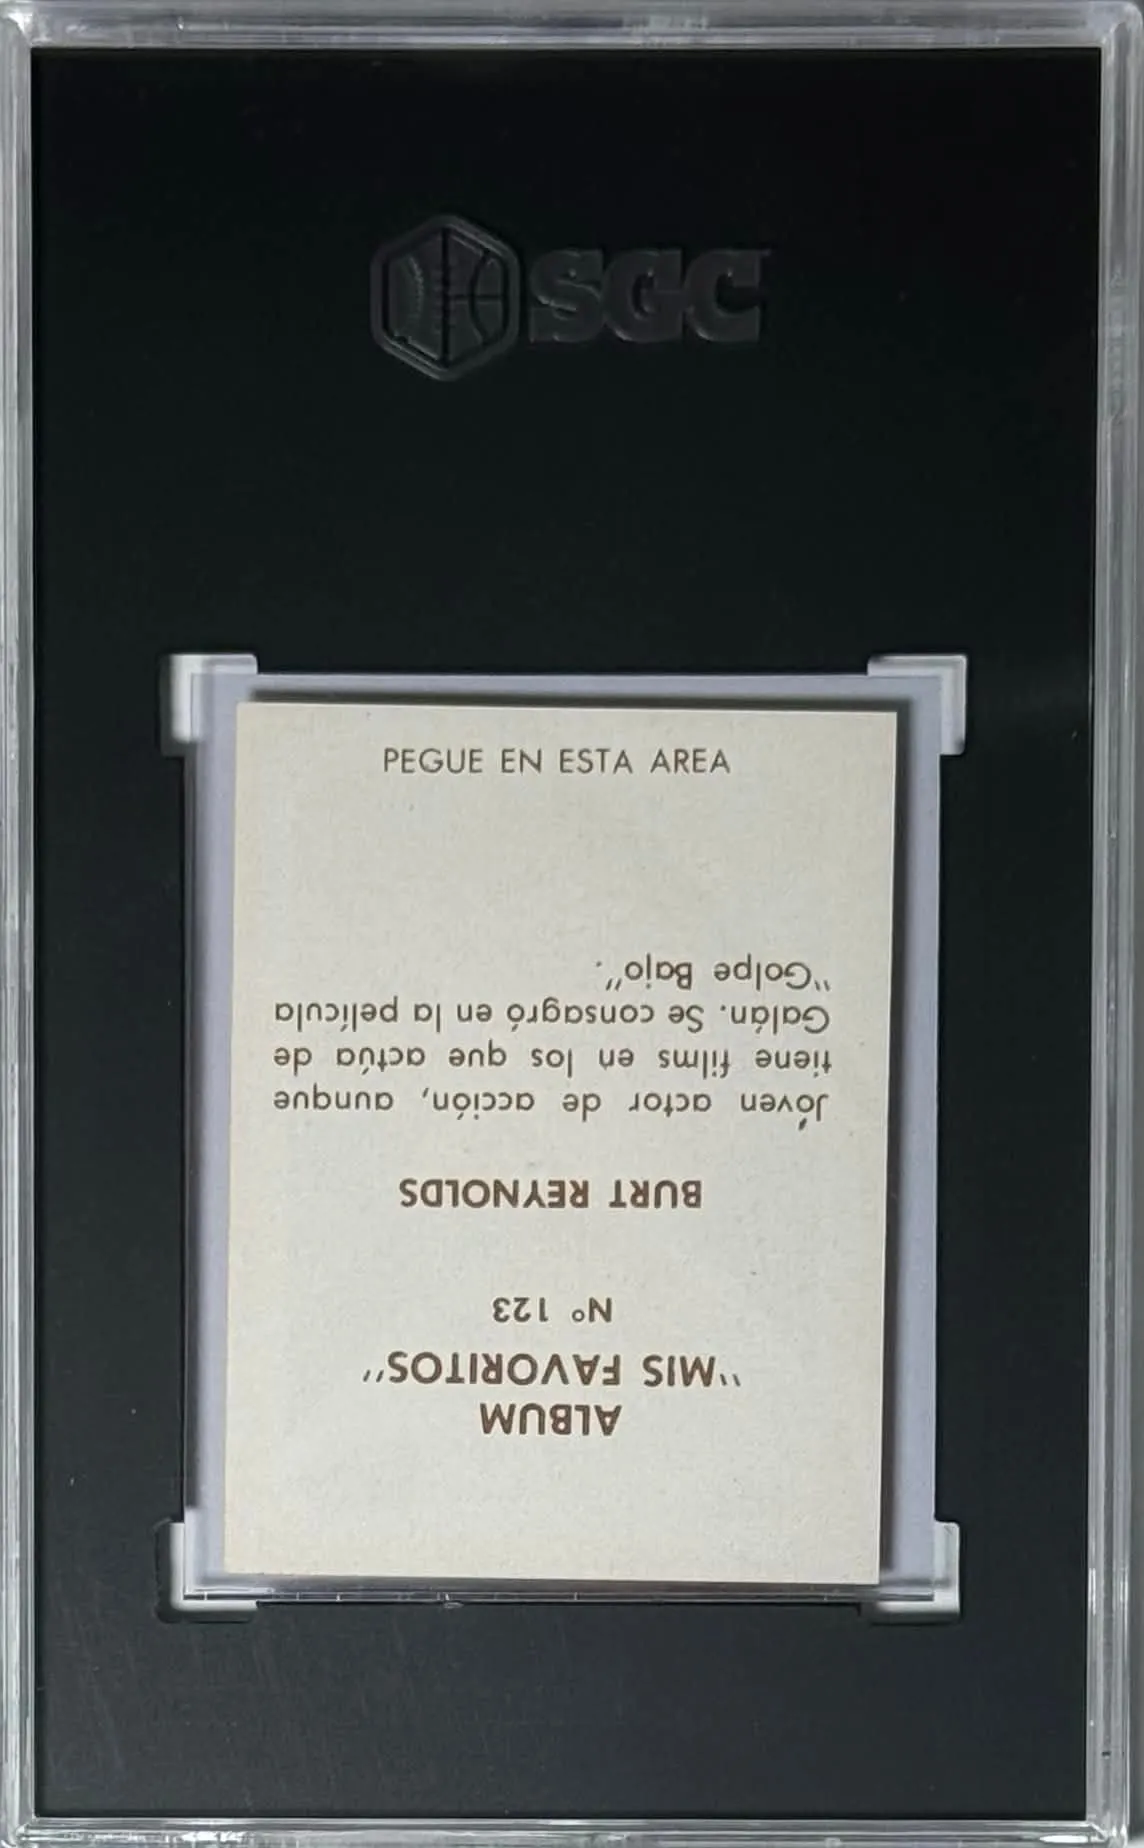 SGC
PEGUE EN ESTA AREA
ALBUM
"MIS FAVORITOS"
Nº 123
BURT REYNOLDS
Jóven actor de acción, aunque
tiene films en los que actúa de
Galán. Se consagró en la película
"Golpe Bajo".